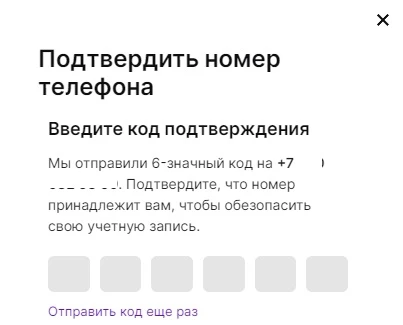 Подтвердить номер
телефона
Введите код подтверждения
Мы отправили 6-значный код на +7
. Подтвердите, что номер
принадлежит вам, чтобы обезопасить
свою учетную запись.
Отправить код еще раз